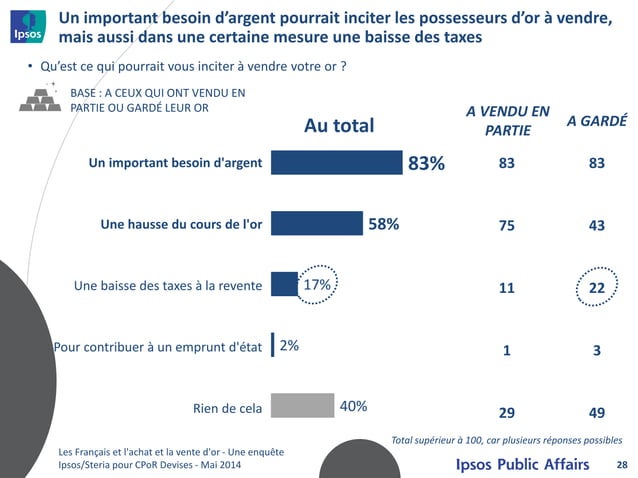 Ipsos
Un important besoin d’argent pourrait inciter les possesseurs d’or à vendre,
mais aussi dans une certaine mesure une baisse des taxes
• Qu’est ce qui pourrait vous inciter à vendre votre or ?
BASE : A CEUX QUI ONT VENDU EN
PARTIE OU GARDÉ LEUR OR
Au total
A VENDU EN
PARTIE
A GARDÉ
Un important besoin d'argent 83% 83 83
Une hausse du cours de l'or 58% 75 43
Une baisse des taxes à la revente 17% 11 22
Pour contribuer à un emprunt d'état 2% 1 3
Rien de cela 40% 29 49
Total supérieur à 100, car plusieurs réponses possibles
Les Français et l'achat et la vente d'or - Une enquête
Ipsos/Steria pour CPoR Devises - Mai 2014
Ipsos Public Affairs
28